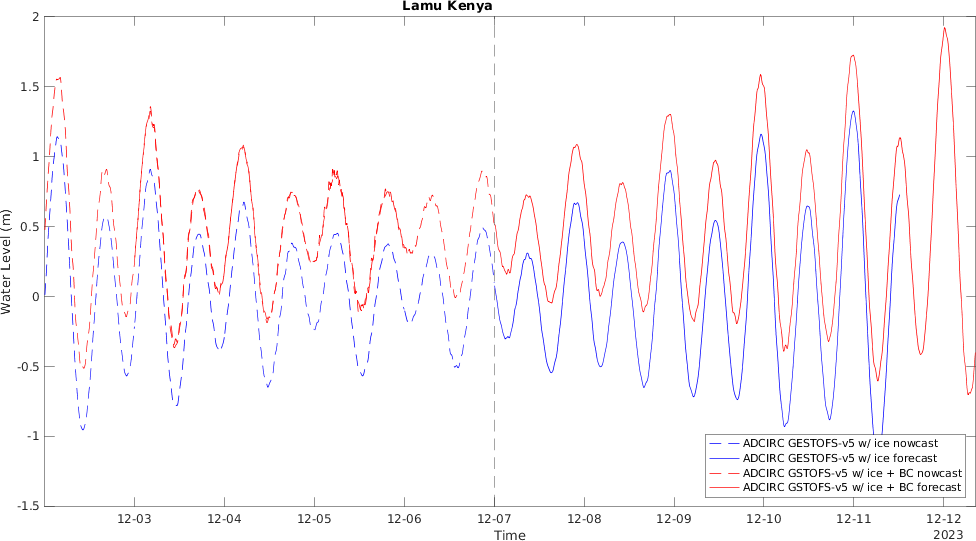 Lamu Kenya
Water Level (m)
2
1.5
1
0.5
0
-0.5
-1
-1.5
ADCIRC GESTOFS-v5 w/ ice nowcast
ADCIRC GESTOFS-v5 w/ ice forecast
ADCIRC GSTOFS-v5 w/ ice + BC nowcast
ADCIRC GSTOFS-v5 w/ ice + BC forecast
12-03 12-04 12-05 12-06 12-07 12-08 12-09 12-10 12-11 12-12
Time 2023